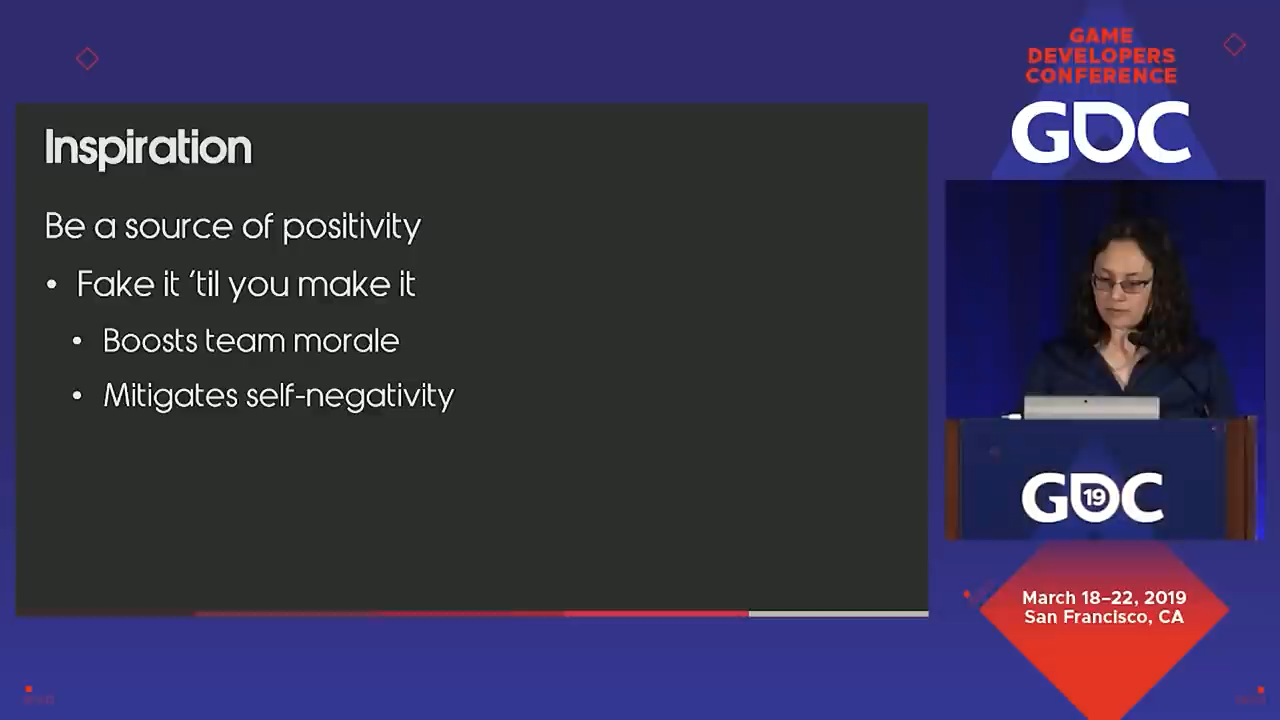 Inspiration
Be a source of positivity
• Fake it ‘til you make it
• Boosts team morale
• Mitigates self-negativity
GAME
DEVELOPERS
CONFERENCE
GDC
GDC
19
March 18–22, 2019
San Francisco, CA